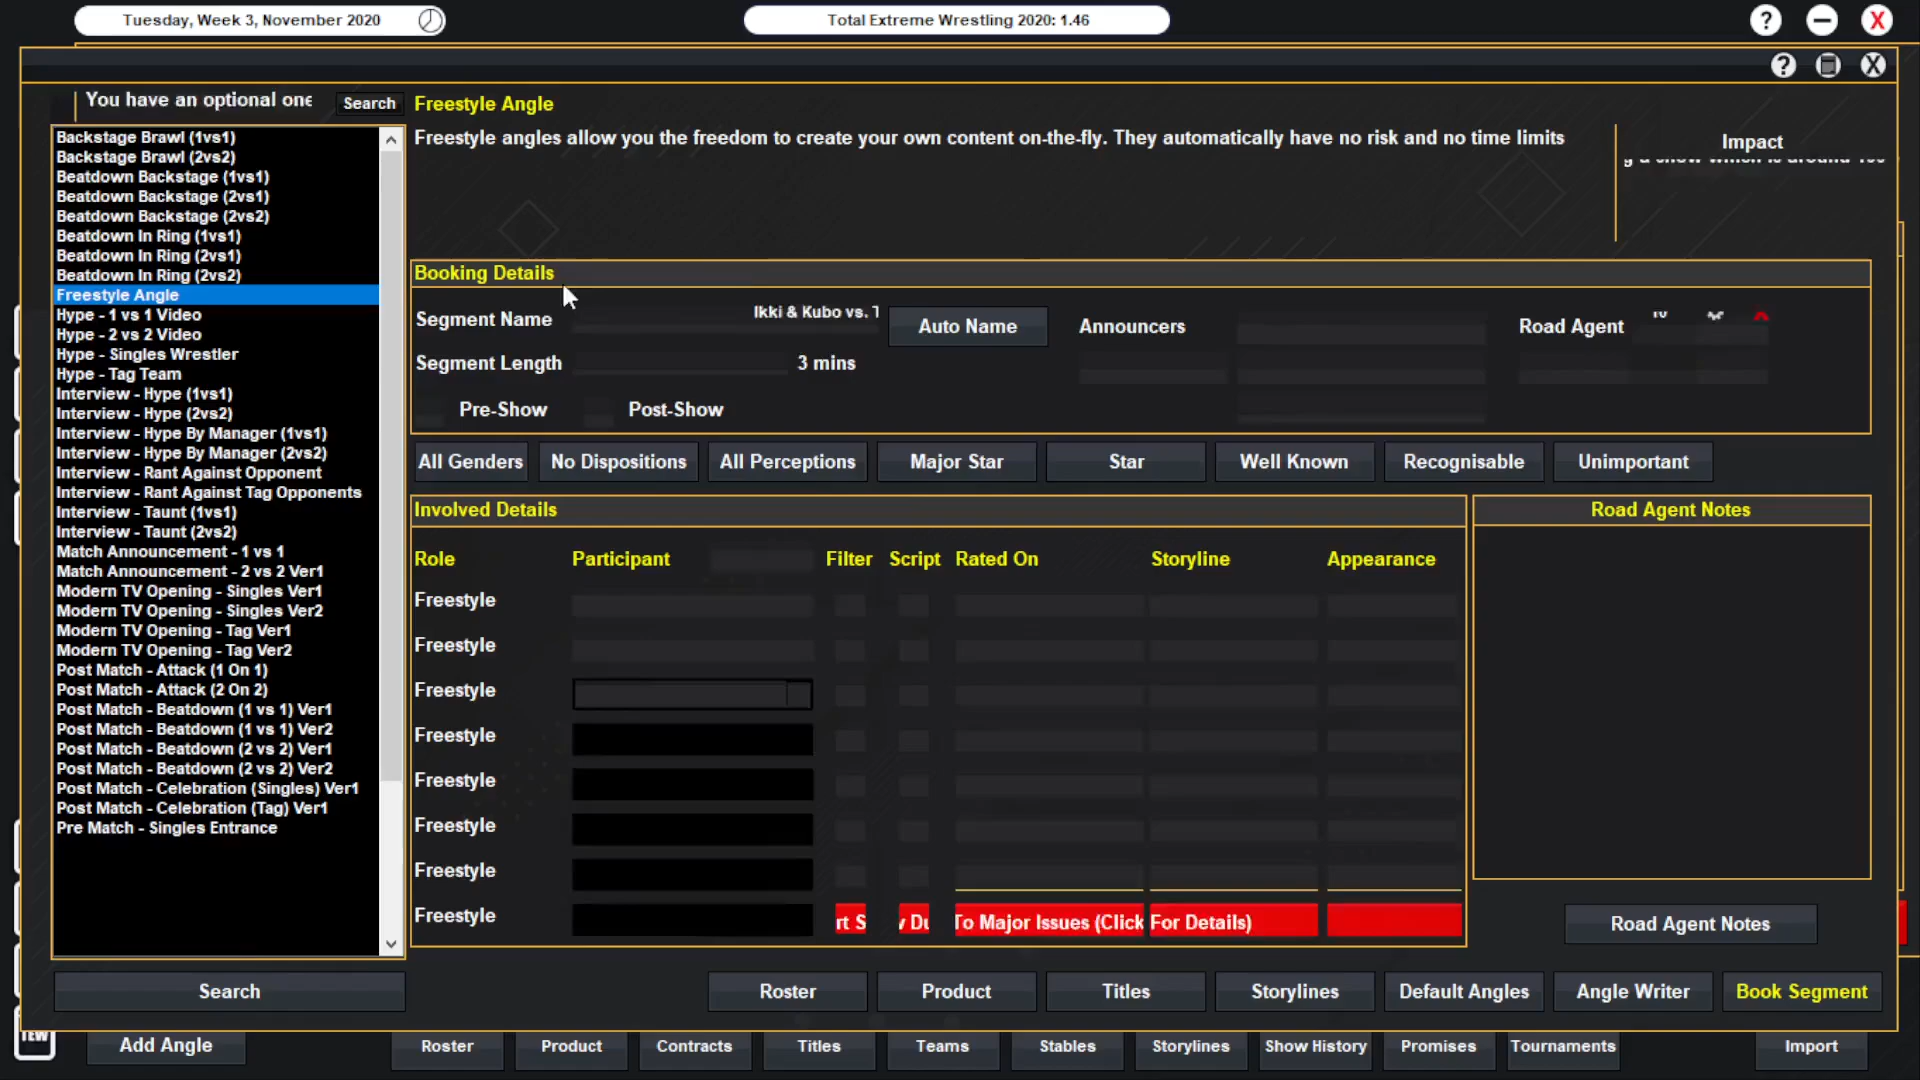 Tuesday, Week 3, November 2020
Total Extreme Wrestling 2020: 1.46
You have an optional one
Search
Backstage Brawl (1vs1)
Backstage Brawl (2vs2)
Beatdown Backstage (1vs1)
Beatdown Backstage (2vs1)
Beatdown Backstage (2vs2)
Beatdown In Ring (1vs1)
Beatdown In Ring (2vs1)
Beatdown In Ring (2vs2)
Freestyle Angle
Hype - 1 vs 1 Video
Hype - 2 vs 2 Video
Hype - Singles Wrestler
Hype - Tag Team
Interview - Hype (1vs1)
Interview - Hype (2vs2)
Interview - Hype By Manager (1vs1)
Interview - Hype By Manager (2vs2)
Interview - Rant Against Opponent
Interview - Rant Against Tag Opponents
Interview - Taunt (1vs1)
Interview - Taunt (2vs2)
Match Announcement - 1 vs 1
Match Announcement - 2 vs 2 Ver1
Modern TV Opening - Singles Ver1
Modern TV Opening - Singles Ver2
Modern TV Opening - Tag Ver1
Modern TV Opening - Tag Ver2
Post Match - Attack (1 On 1)
Post Match - Attack (2 On 2)
Post Match - Beatdown (1 vs 1) Ver1
Post Match - Beatdown (1 vs 1) Ver2
Post Match - Beatdown (2 vs 2) Ver1
Post Match - Beatdown (2 vs 2) Ver2
Post Match - Celebration (Singles) Ver1
Post Match - Celebration (Tag) Ver1
Pre Match - Singles Entrance
Search
Freestyle Angle
Freestyle angles allow you the freedom to create your own content on-the-fly. They automatically have no risk and no time limits
Impact
Booking Details
Segment Name
Ikki & Kubo vs.
Auto Name
Announcers
Road Agent
Segment Length
3 mins
Pre-Show
Post-Show
All Genders
No Dispositions
All Perceptions
Major Star
Star
Well Known
Recognisable
Unimportant
Involved Details
Role Participant Filter Script Rated On Storyline Appearance
Freestyle
Freestyle
Freestyle
Freestyle
Freestyle
Freestyle
Freestyle
Freestyle
To Major Issues (Click For Details)
Road Agent Notes
Road Agent Notes
Roster
Product
Titles
Storylines
Default Angles
Angle Writer
Book Segment
TEW
Add Angle
Roster
Product
Contracts
Titles
Teams
Stables
Storylines
Show History
Promises
Tournaments
Import